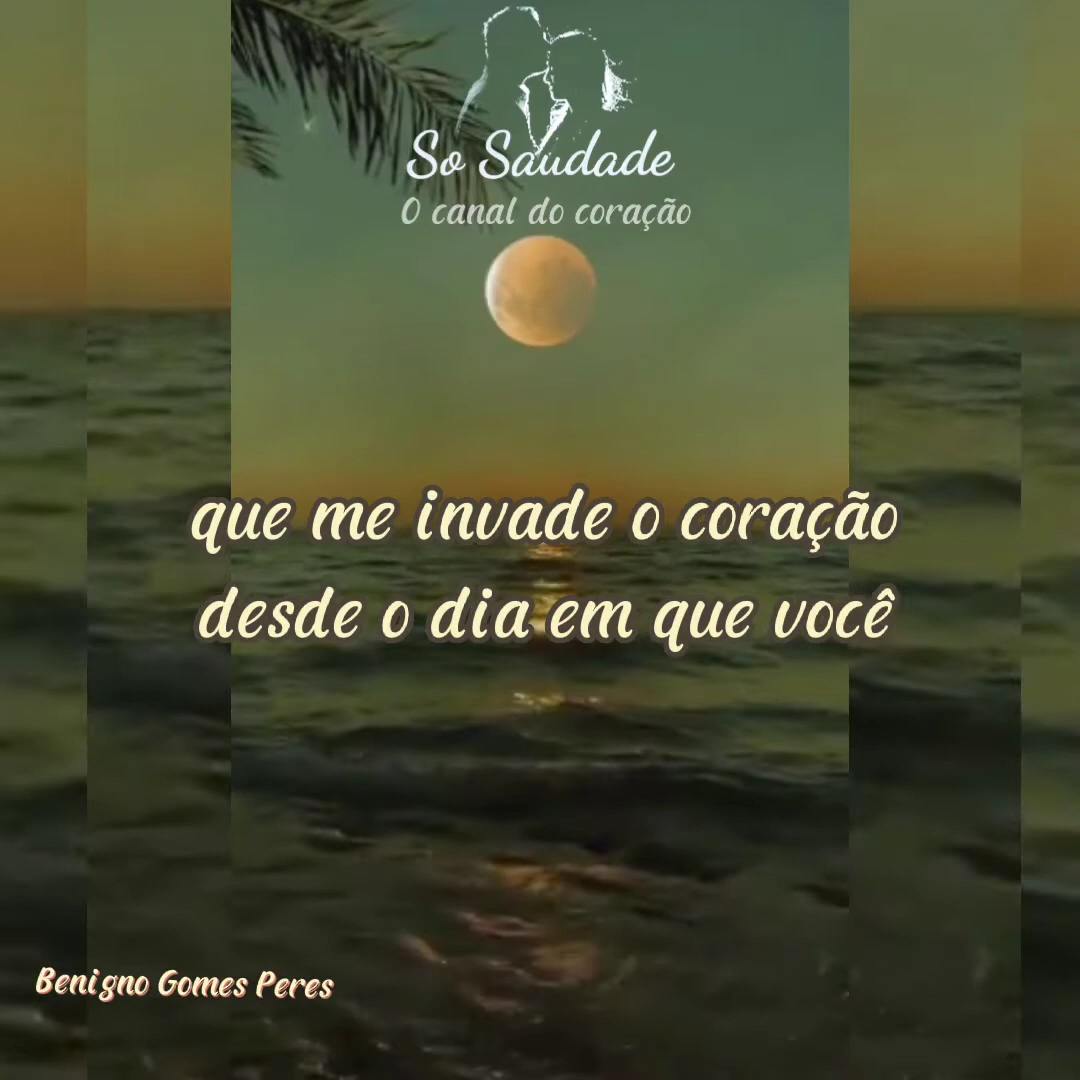 So Saudade
O canal do coração
que me invade o coração
desde o dia em que você
Benigno Gomes Peres